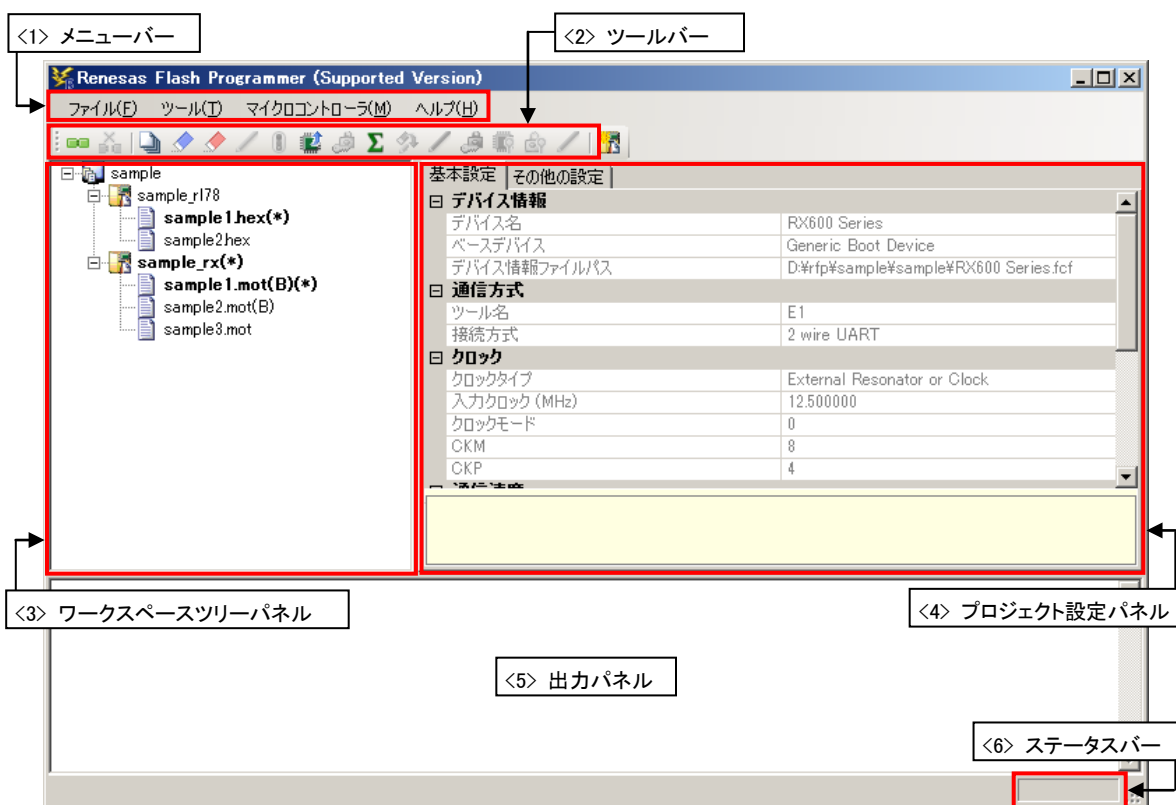 <1> メニューバー
<2> ツールバー
Renesas Flash Programmer (Supported Version)
ファイル(F) ツール(T) マイクロコントローラ(M) ヘルプ(H)
sample
sample_rl78
sample1.hex(*)
sample2.hex
sample_rx(*)
sample1.mot(B)(*)
sample2.mot(B)
sample3.mot
基本設定 その他の設定
デバイス情報
デバイス名 RX600 Series
ベースデバイス Generic Boot Device
デバイス情報ファイルパス D:¥rfp¥sample¥sample¥RX600 Series.fcf
通信方式
ツール名 E1
接続方式 2 wire UART
クロック
クロックタイプ External Resonator or Clock
入力クロック (MHz) 12.500000
クロックモード 0
CKM 8
CKP 4
通信速度
<3> ワークスペースツリーパネル
<4> プロジェクト設定パネル
<5> 出力パネル
<6> ステータスバー